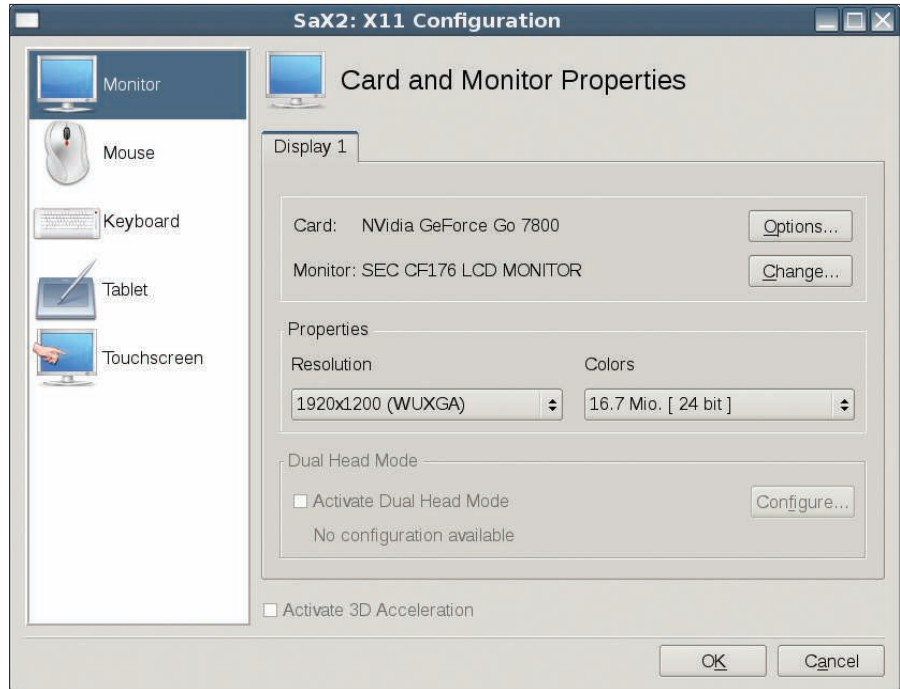 SaX2: X11 Configuration
Monitor
Mouse
Keyboard
Tablet
Touchscreen
Card and Monitor Properties
Display 1
Card: NVidia GeForce Go 7800
Options...
Monitor: SEC CF176 LCD MONITOR
Change...
Properties
Resolution
Colors
1920x1200 (WUXGA)
16.7 Mio. [ 24 bit ]
Dual Head Mode
Activate Dual Head Mode
Configure...
No configuration available
Activate 3D Acceleration
OK
Cancel